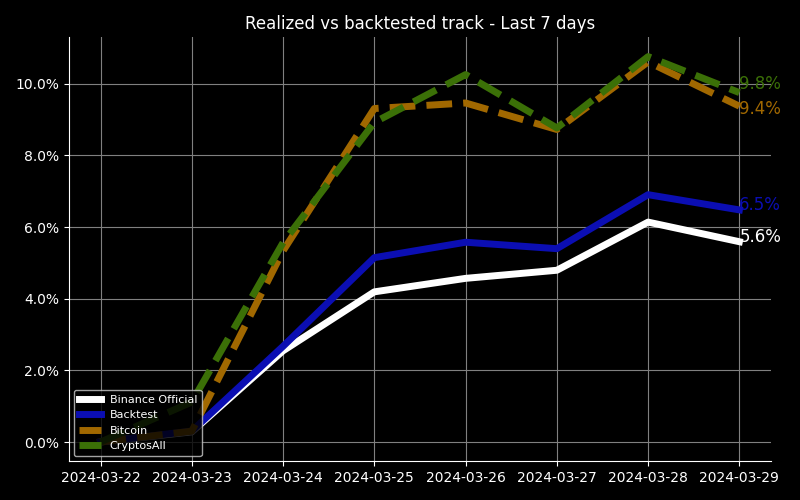 Realized vs backtested track - Last 7 days
10.0%
8.0%
6.0%
4.0%
2.0%
0.0%
9.8%
9.4%
6.5%
5.6%
Binance Official
Backtest
Bitcoin
CryptosAll
2024-03-22 2024-03-23 2024-03-24 2024-03-25 2024-03-26 2024-03-27 2024-03-28 2024-03-29